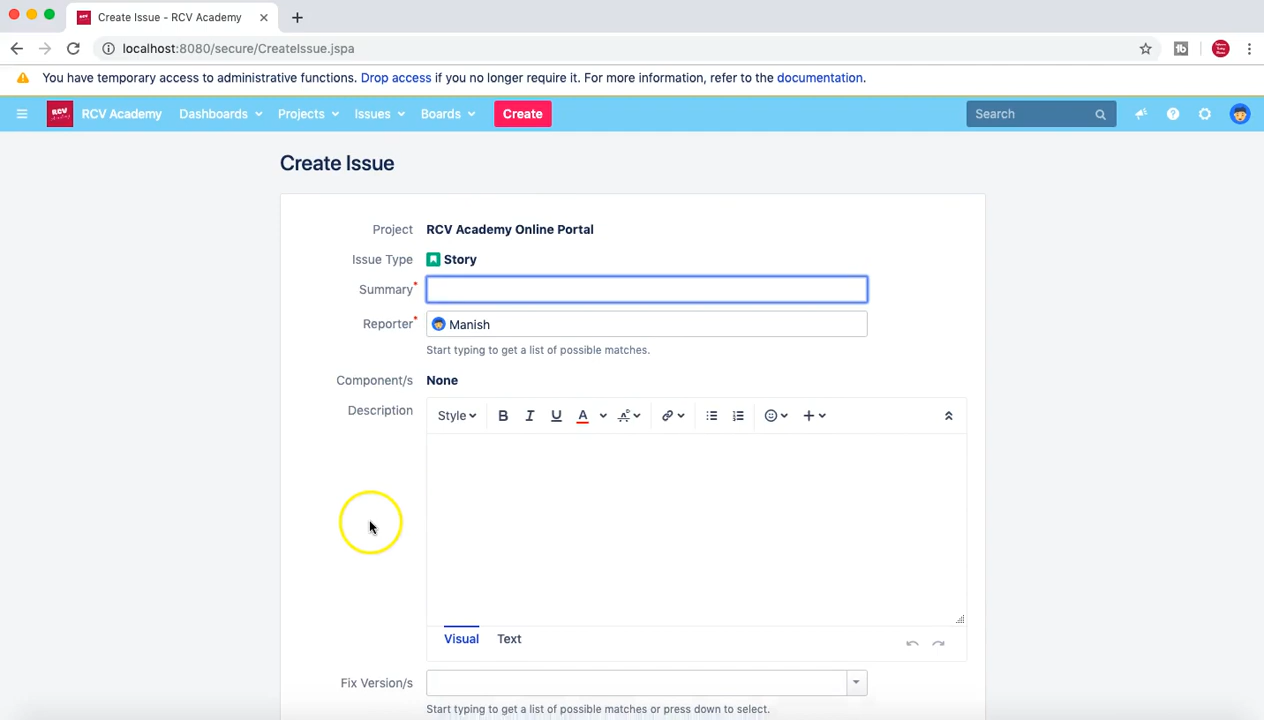 Create Issue - RCV Academy
localhost:8080/secure/CreateIssue.jspa
You have temporary access to administrative functions. Drop access if you no longer require it. For more information, refer to the documentation.
RCV Academy Dashboards Projects Issues Boards Create Search
Create Issue
Project RCV Academy Online Portal
Issue Type Story
Summary*
Reporter* Manish
Start typing to get a list of possible matches.
Component/s None
Description Style B I U A
Visual Text
Fix Version/s
Start typing to get a list of possible matches or press down to select.